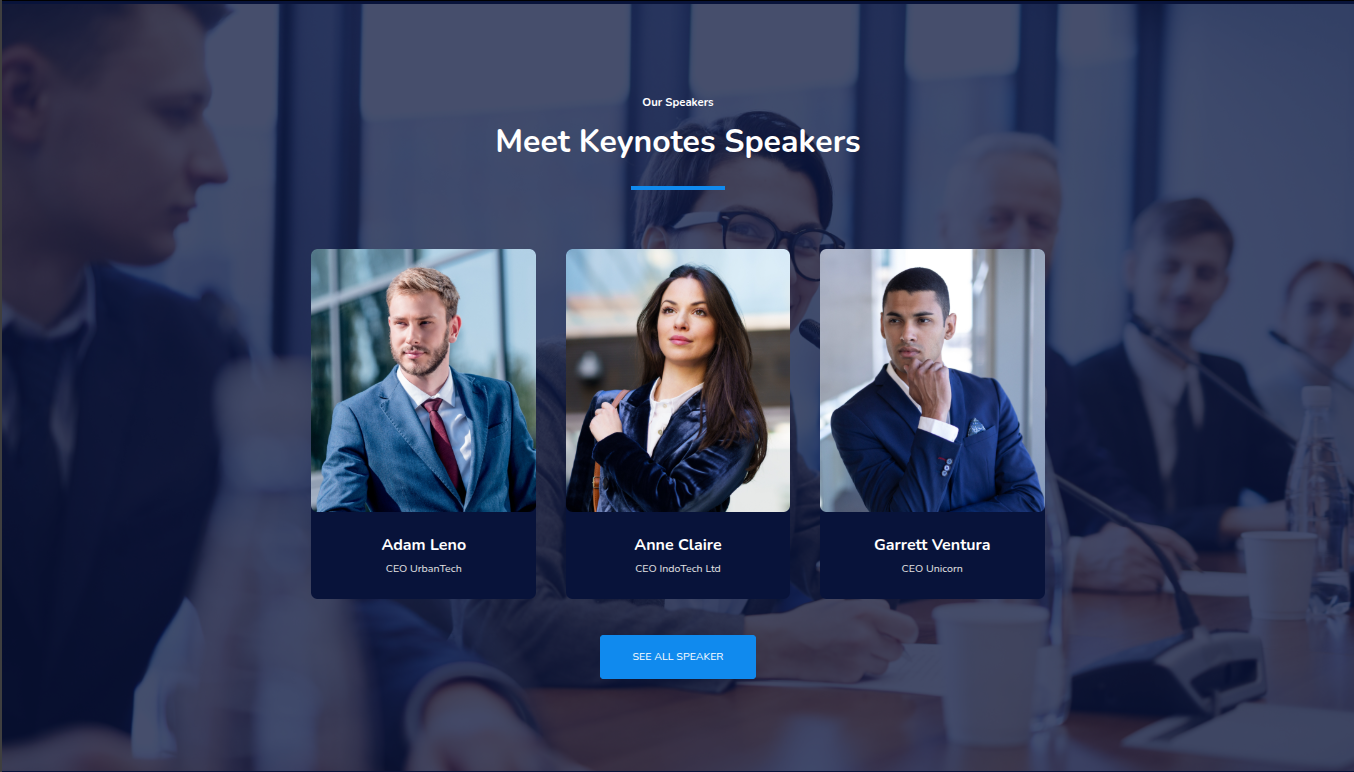 Our Speakers
Meet Keynotes Speakers
Adam Leno
CEO UrbanTech
Anne Claire
CEO IndoTech Ltd
Garrett Ventura
CEO Unicorn
SEE ALL SPEAKER